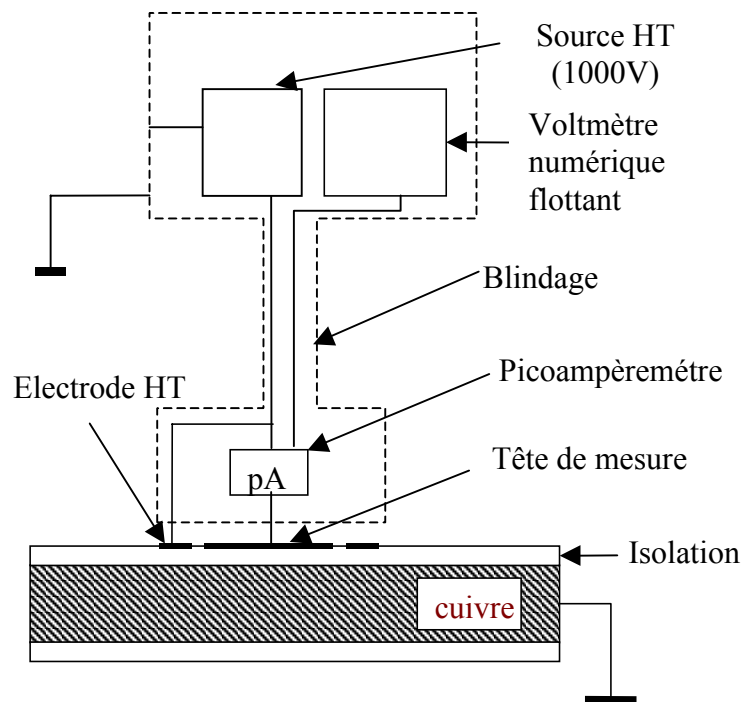 Source HT
(1000V)
Voltmètre
numérique
flottant
Blindage
Electrode HT
Picoampèremétre
pA
Tête de mesure
Isolation
cuivre